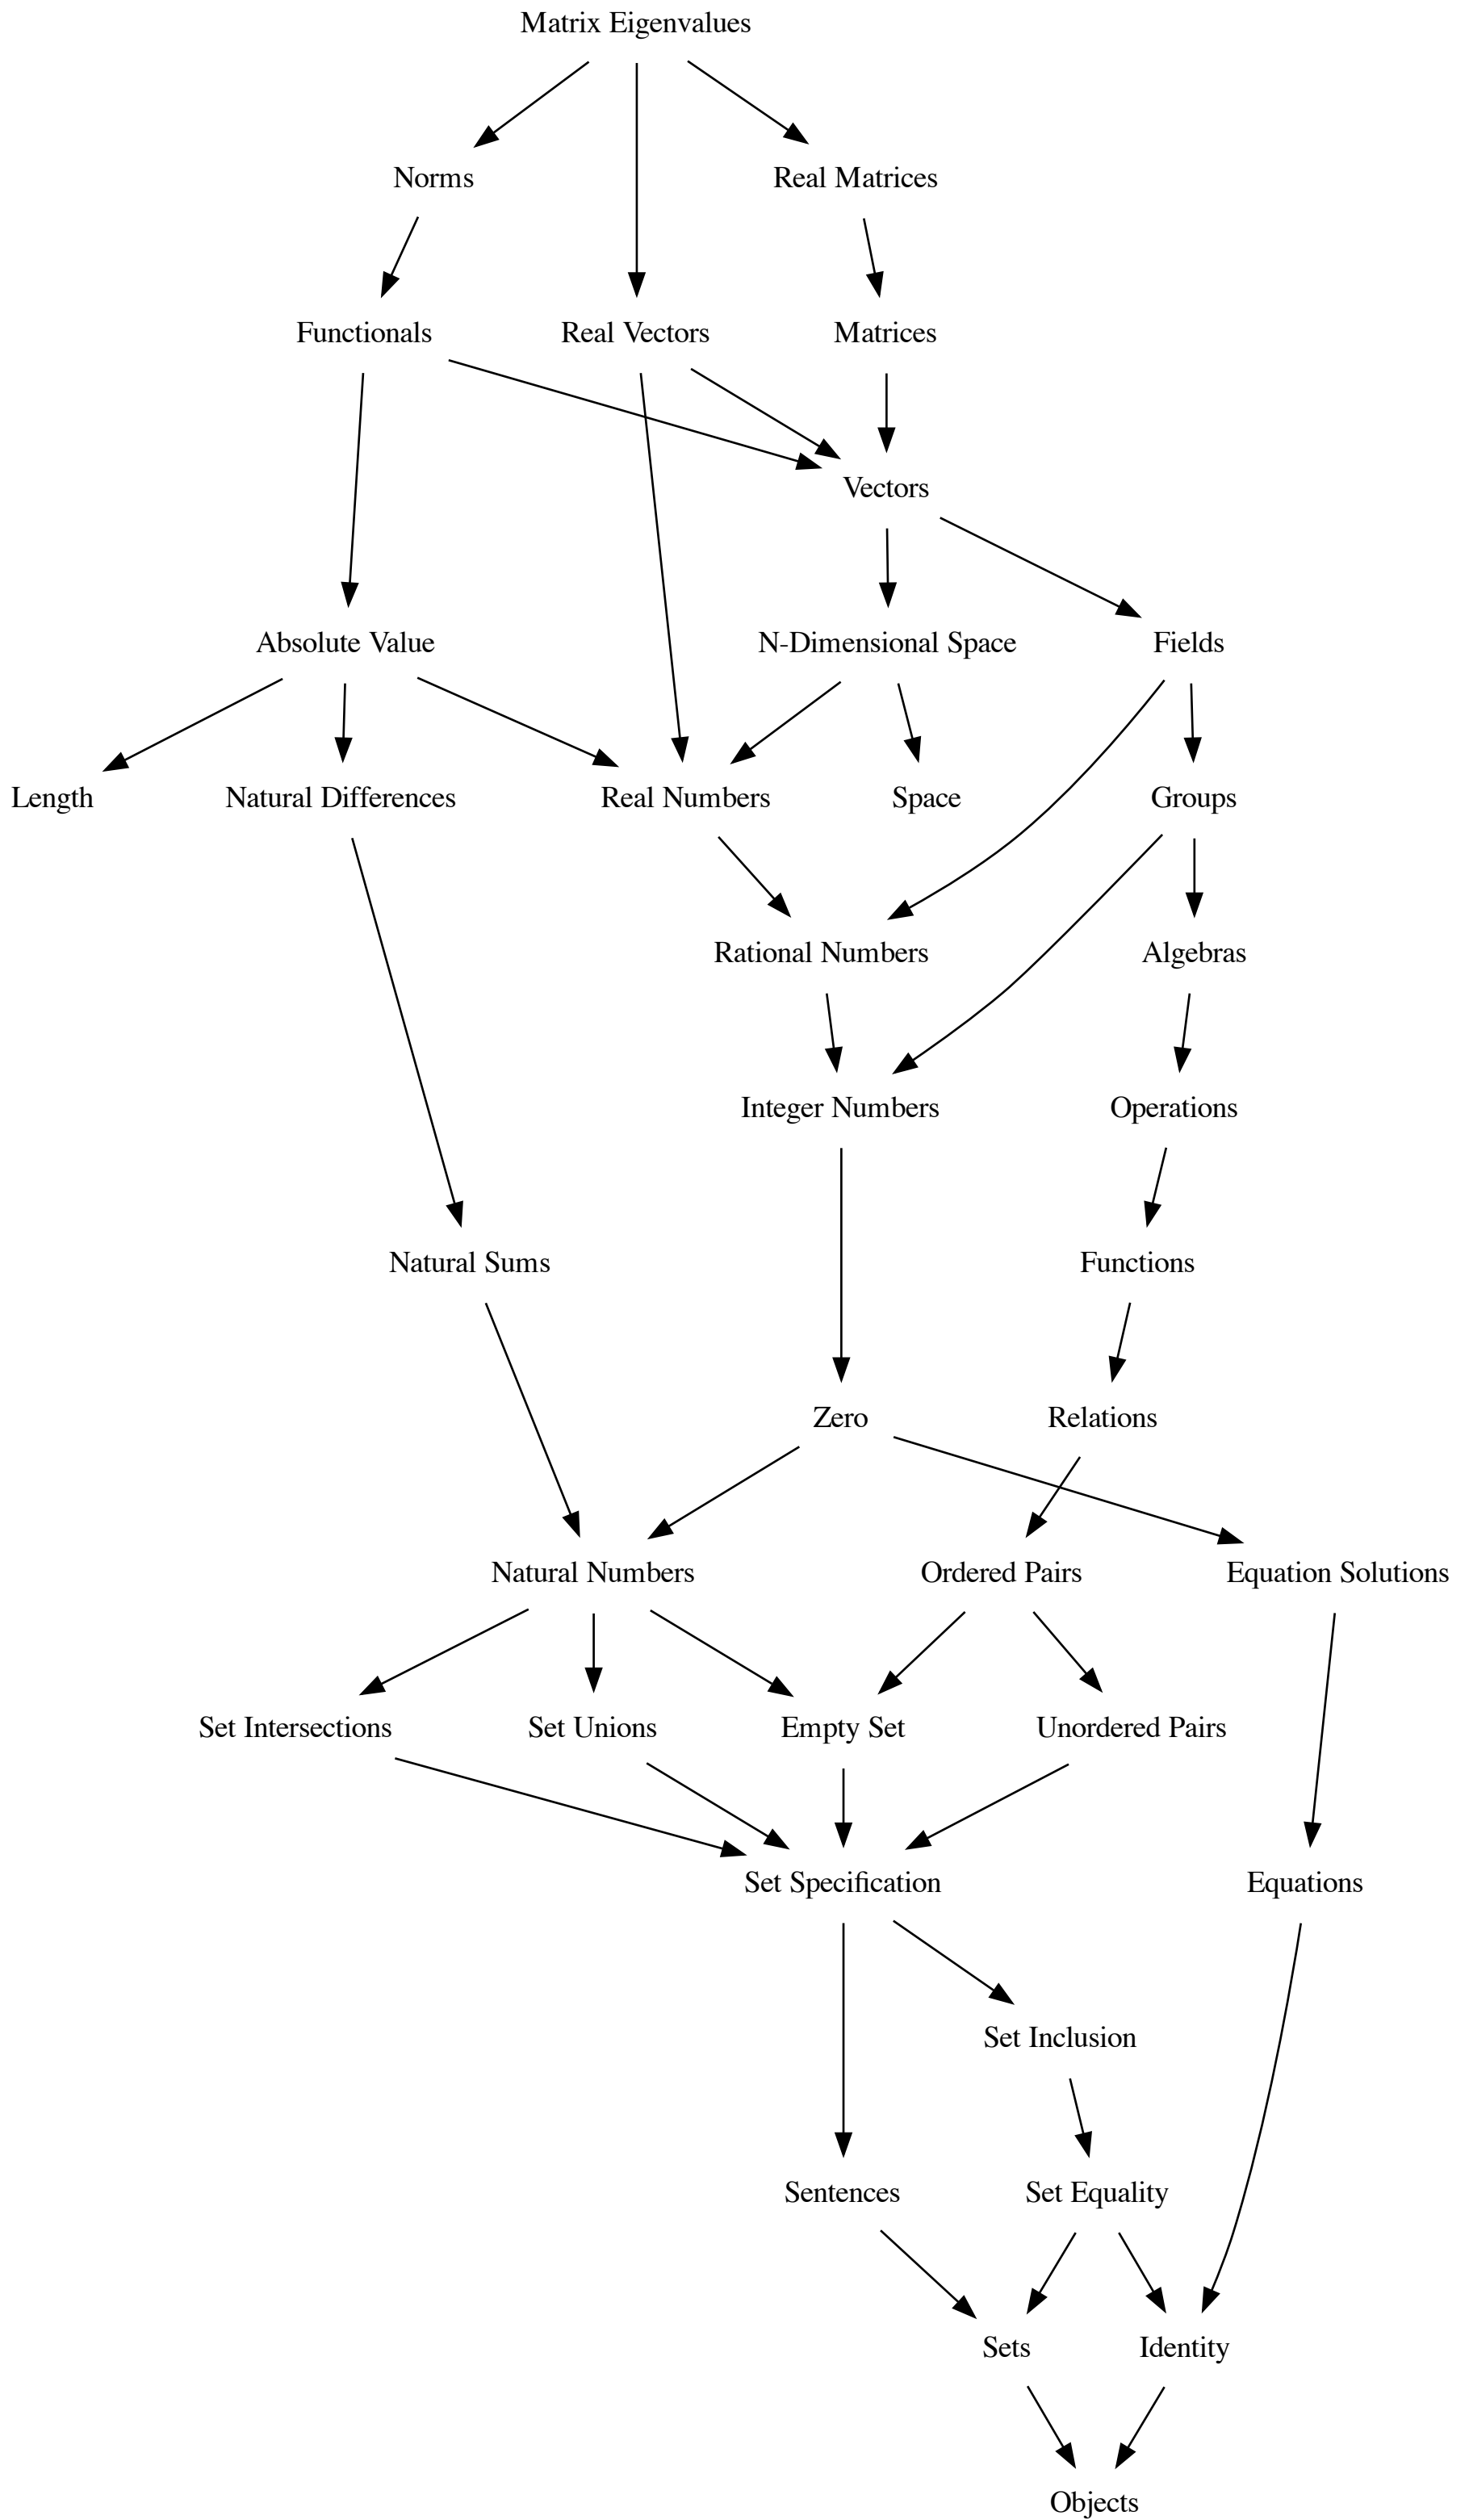 Matrix Eigenvalues
Norms
Real Matrices
Functionals
Real Vectors
Matrices
Vectors
Absolute Value
N-Dimensional Space
Fields
Length
Natural Differences
Real Numbers
Space
Groups
Rational Numbers
Algebras
Integer Numbers
Operations
Natural Sums
Functions
Zero
Relations
Natural Numbers
Ordered Pairs
Equation Solutions
Set Intersections
Set Unions
Empty Set
Unordered Pairs
Set Specification
Equations
Set Inclusion
Sentences
Set Equality
Sets
Identity
Objects